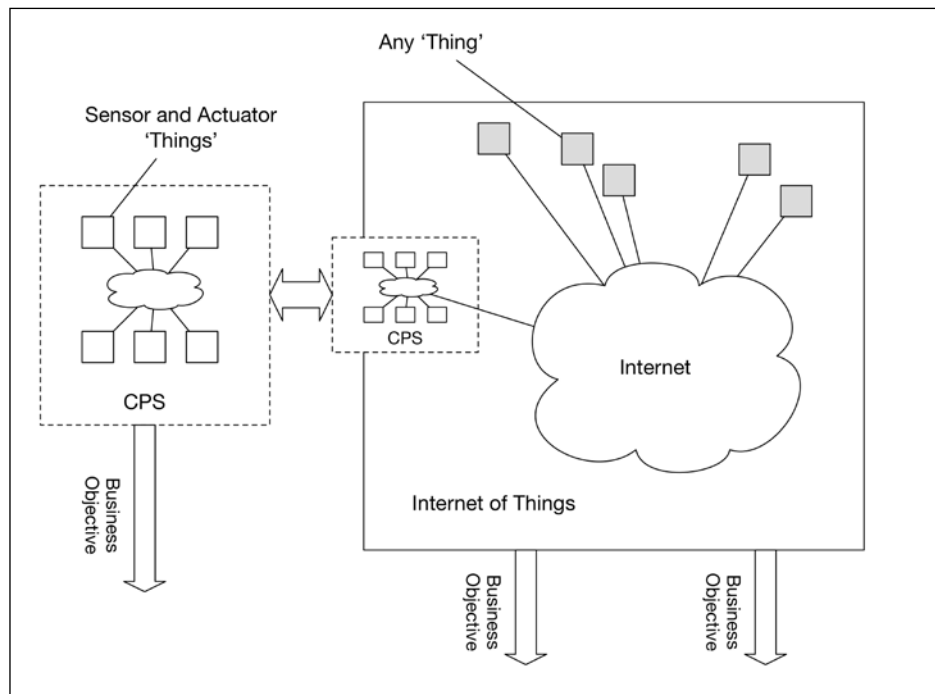 Any ‘Thing’
Sensor and Actuator
‘Things’
CPS
CPS
Internet
Internet of Things
Business
Objective
Business
Objective
Business
Objective